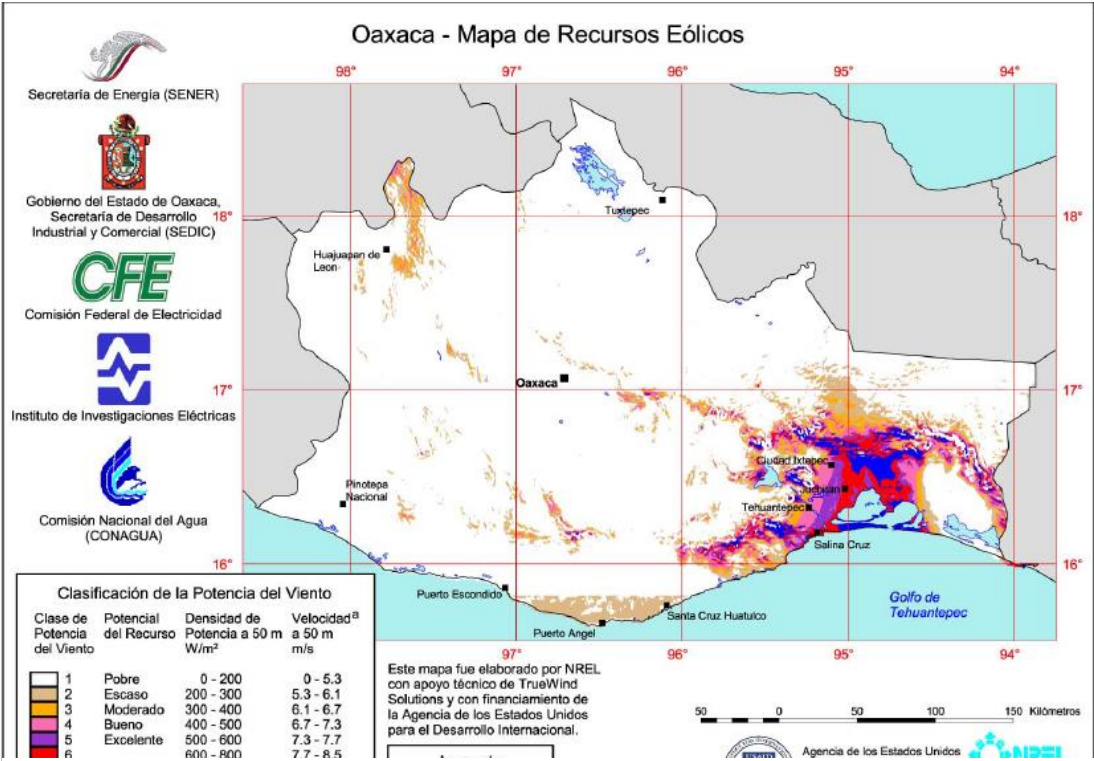 Oaxaca - Mapa de Recursos Eólicos
98°
97°
96°
95°
94°
Secretaría de Energía (SENER)
Gobierno del Estado de Oaxaca,
Secretaría de Desarrollo
Industrial y Comercial (SEDIC)
CFE
Comisión Federal de Electricidad
Instituto de Investigaciones Eléctricas
Comisión Nacional del Agua
(CONAGUA)
18°
18°
Tuxtepec
Huajuapan de
Leon
17°
17°
Oaxaca
Ciudad Ixtepec
Juchitan
Pinotepa
Nacional
Tehuantepec
Salina Cruz
16°
16°
Puerto Escondido
Santa Cruz Huatulco
Golfo de
Tehuantepec
Puerto Angel
97°
96°
95°
94°
Clasificación de la Potencia del Viento
Clase de Potencia del Viento
Potencial del Recurso
Densidad de Potencia a 50 m W/m²
Velocidad a a 50 m m/s
1 Pobre 0 - 200 0 - 5.3
2 Escaso 200 - 300 5.3 - 6.1
3 Moderado 300 - 400 6.1 - 6.7
4 Bueno 400 - 500 6.7 - 7.3
5 Excelente 500 - 600 7.3 - 7.7
6 600 - 800 7.7 - 8.5
Este mapa fue elaborado por NREL
con apoyo técnico de TrueWind
Solutions y con financiamiento de
la Agencia de los Estados Unidos
para el Desarrollo Internacional.
50 0 50 100 150 Kilómetros
Agencia de los Estados Unidos
NREL